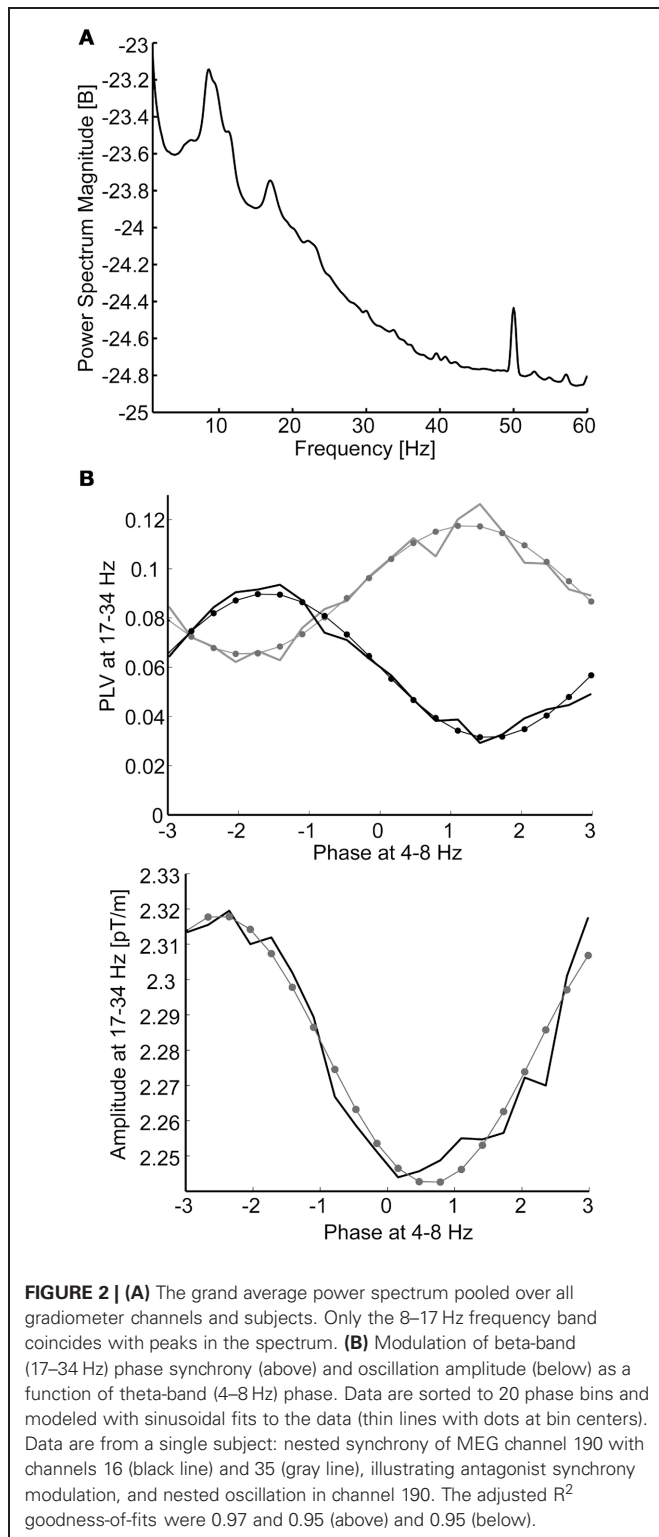 A
-23
-23.2
-23.4
-23.6
-23.8
-24
-24.2
-24.4
-24.6
-24.8
-25
Power Spectrum Magnitude [B]
10 20 30 40 50 60
Frequency [Hz]
B
0.12
0.1
0.08
0.06
0.04
0.02
0
PLV at 17-34 Hz
-3 -2 -1 0 1 2 3
Phase at 4-8 Hz
2.33
2.32
2.31
2.3
2.29
2.28
2.27
2.26
2.25
Amplitude at 17-34 Hz [pT/m]
-3 -2 -1 0 1 2 3
Phase at 4-8 Hz
FIGURE 2 | (A) The grand average power spectrum pooled over all
gradiometer channels and subjects. Only the 8–17 Hz frequency band
coincides with peaks in the spectrum. (B) Modulation of beta-band
(17–34 Hz) phase synchrony (above) and oscillation amplitude (below) as a
function of theta-band (4–8 Hz) phase. Data are sorted to 20 phase bins and
modeled with sinusoidal fits to the data (thin lines with dots at bin centers).
Data are from a single subject: nested synchrony of MEG channel 190 with
channels 16 (black line) and 35 (gray line), illustrating antagonist synchrony
modulation, and nested oscillation in channel 190. The adjusted R²
goodness-of-fits were 0.97 and 0.95 (above) and 0.95 (below).